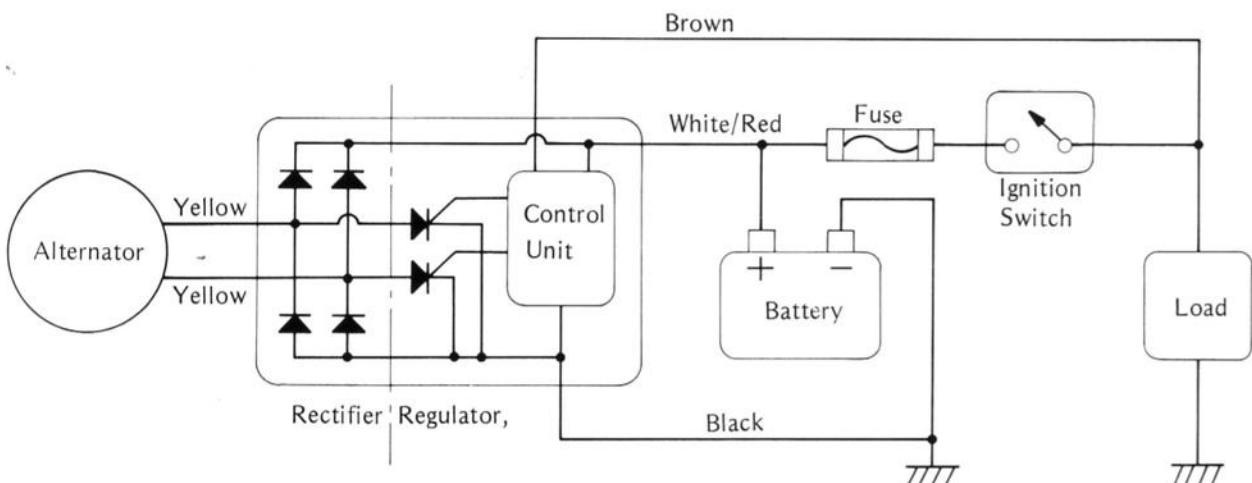 Brown
White/Red
Fuse
Ignition
Switch
Yellow
Control
Unit
Alternator
Yellow
+ −
Battery
Load
Rectifier Regulator,
Black